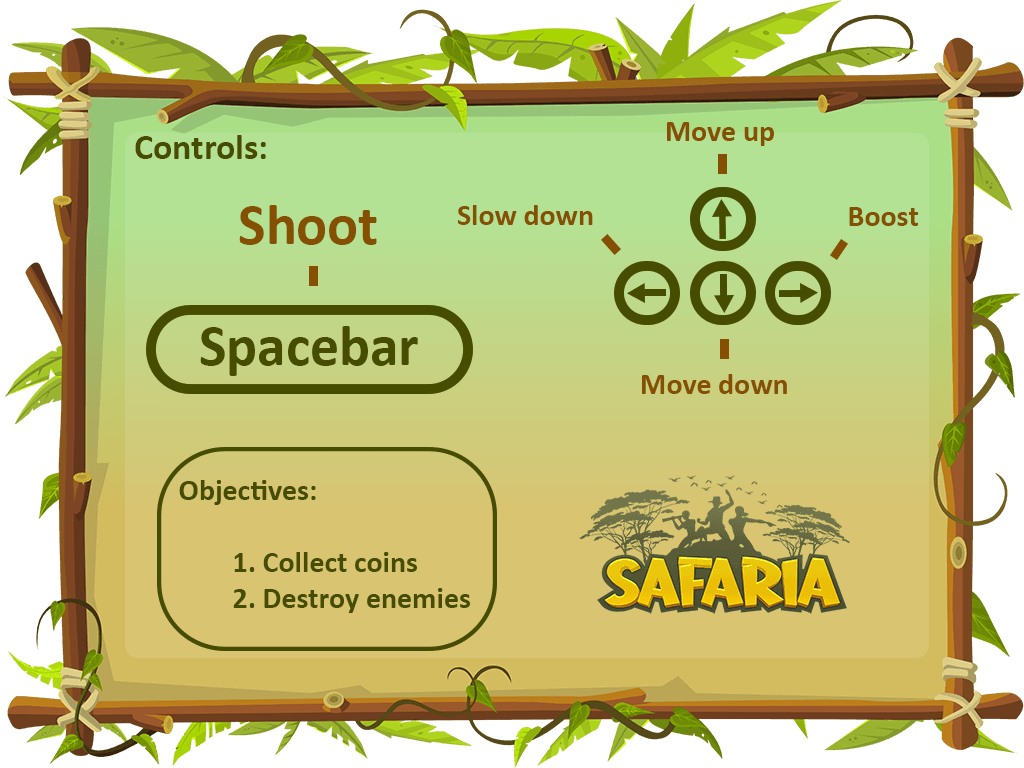 Controls:
Shoot
Spacebar
Move up
Slow down
Boost
Move down
Objectives:
1. Collect coins
2. Destroy enemies
SAFARIA